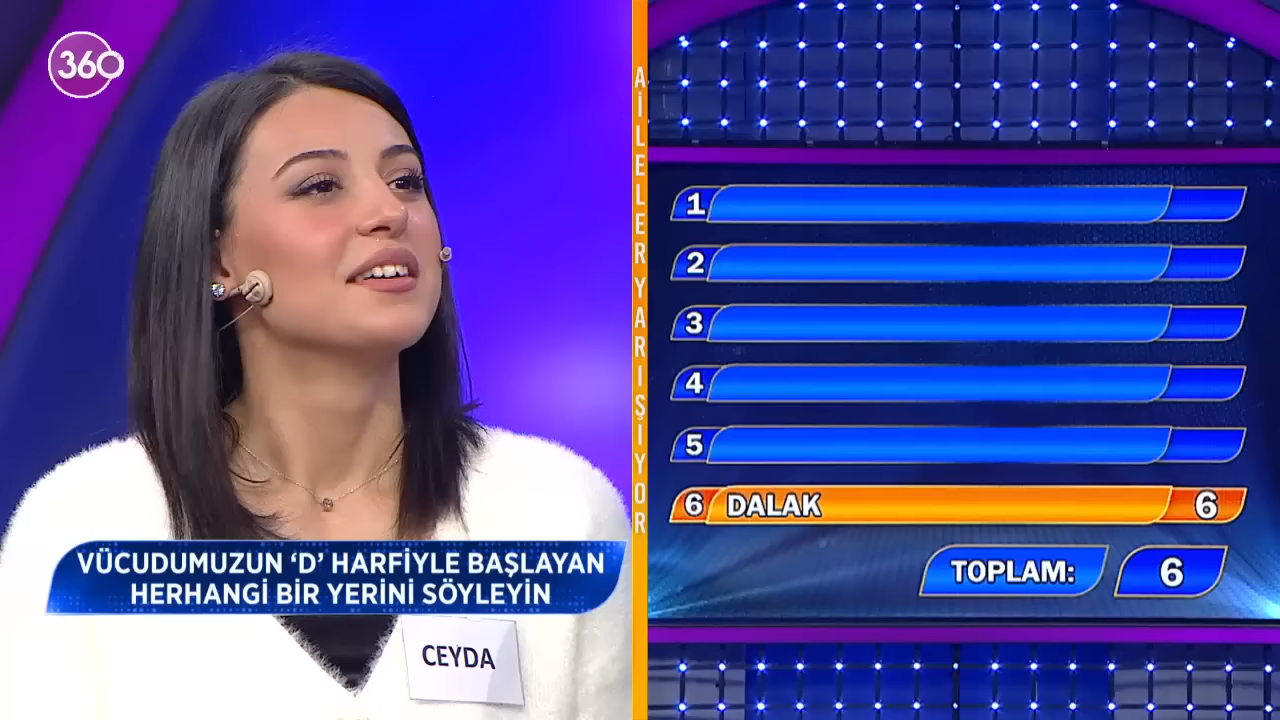 360
AİLELER YARIŞIYOR
VÜCUDUMUZUN ‘D’ HARFİYLE BAŞLAYAN
HERHANGİ BİR YERİNİ SÖYLEYİN
CEYDA
1
2
3
4
5
6 DALAK 6
TOPLAM: 6